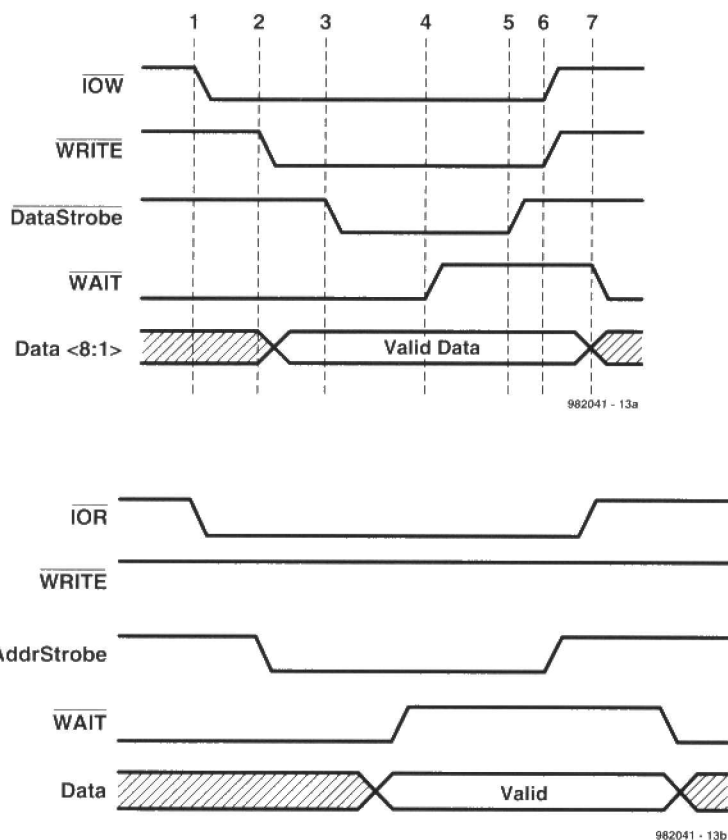 1 2 3 4 5 6 7
IOW
WRITE
DataStrobe
WAIT
Data <8:1>
Valid Data
982041 - 13a
IOR
WRITE
AddrStrobe
WAIT
Data
Valid
982041 - 13b